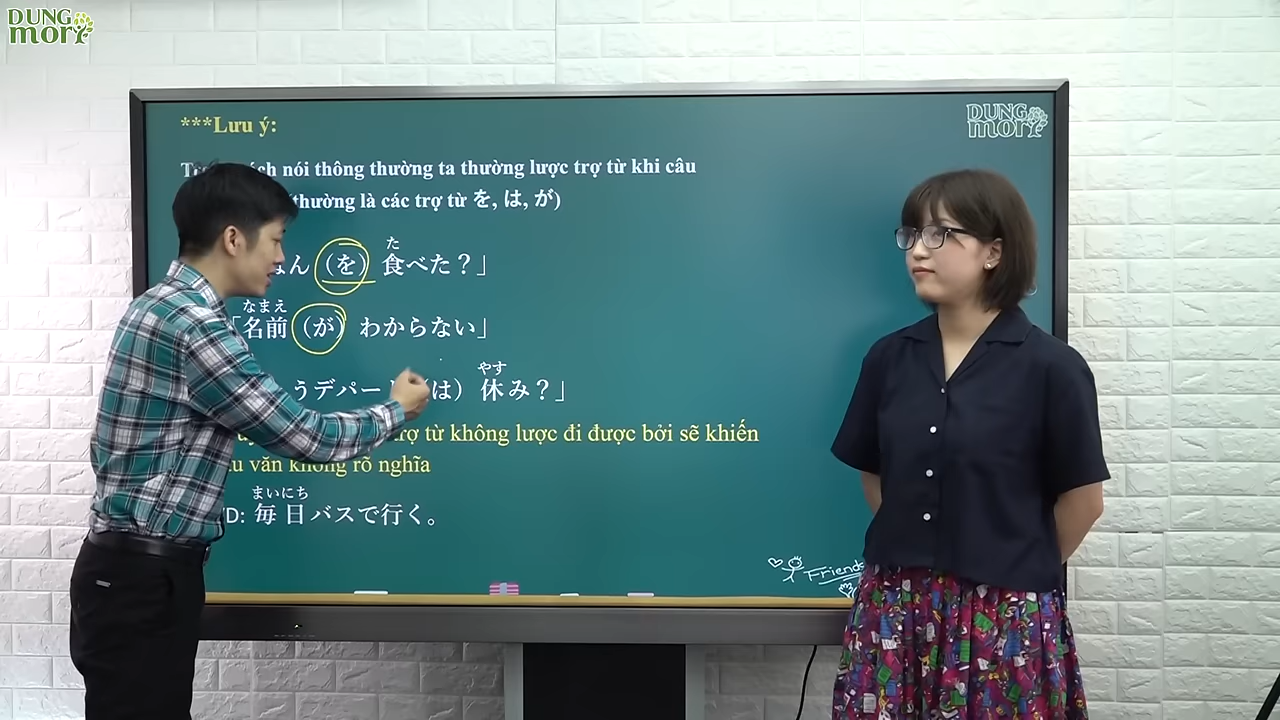 DUNG
mori
DUNG
mori
***Lưu ý:
nói thông thường ta thường lược trợ từ khi câu
thường là các trợ từ を, は, が)
た
(を) 食べた？」
なまえ
「名前 (が) わからない」
やす
うデパー は) 休み？」
từ không lược đi được bởi sẽ khiến
văn không rõ nghĩa
まいにち
D: 毎日バスで行く。
Friends